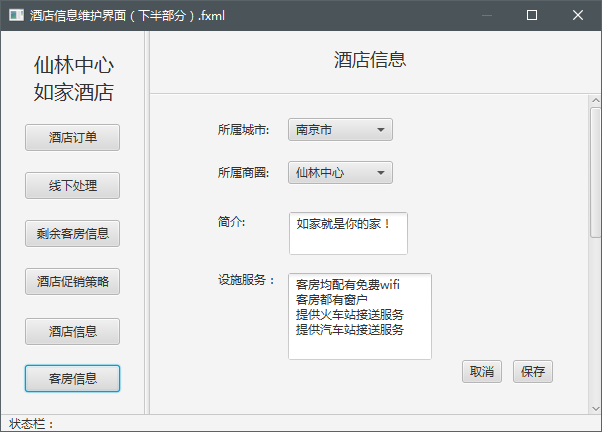 酒店信息维护界面（下半部分）.fxml
仙林中心
如家酒店
酒店订单
线下处理
剩余客房信息
酒店促销策略
酒店信息
客房信息
酒店信息
所属城市:
南京市
所属商圈:
仙林中心
简介:
如家就是你的家！
设施服务：
客房均配有免费wifi
客房都有窗户
提供火车站接送服务
提供汽车站接送服务
取消
保存
状态栏：